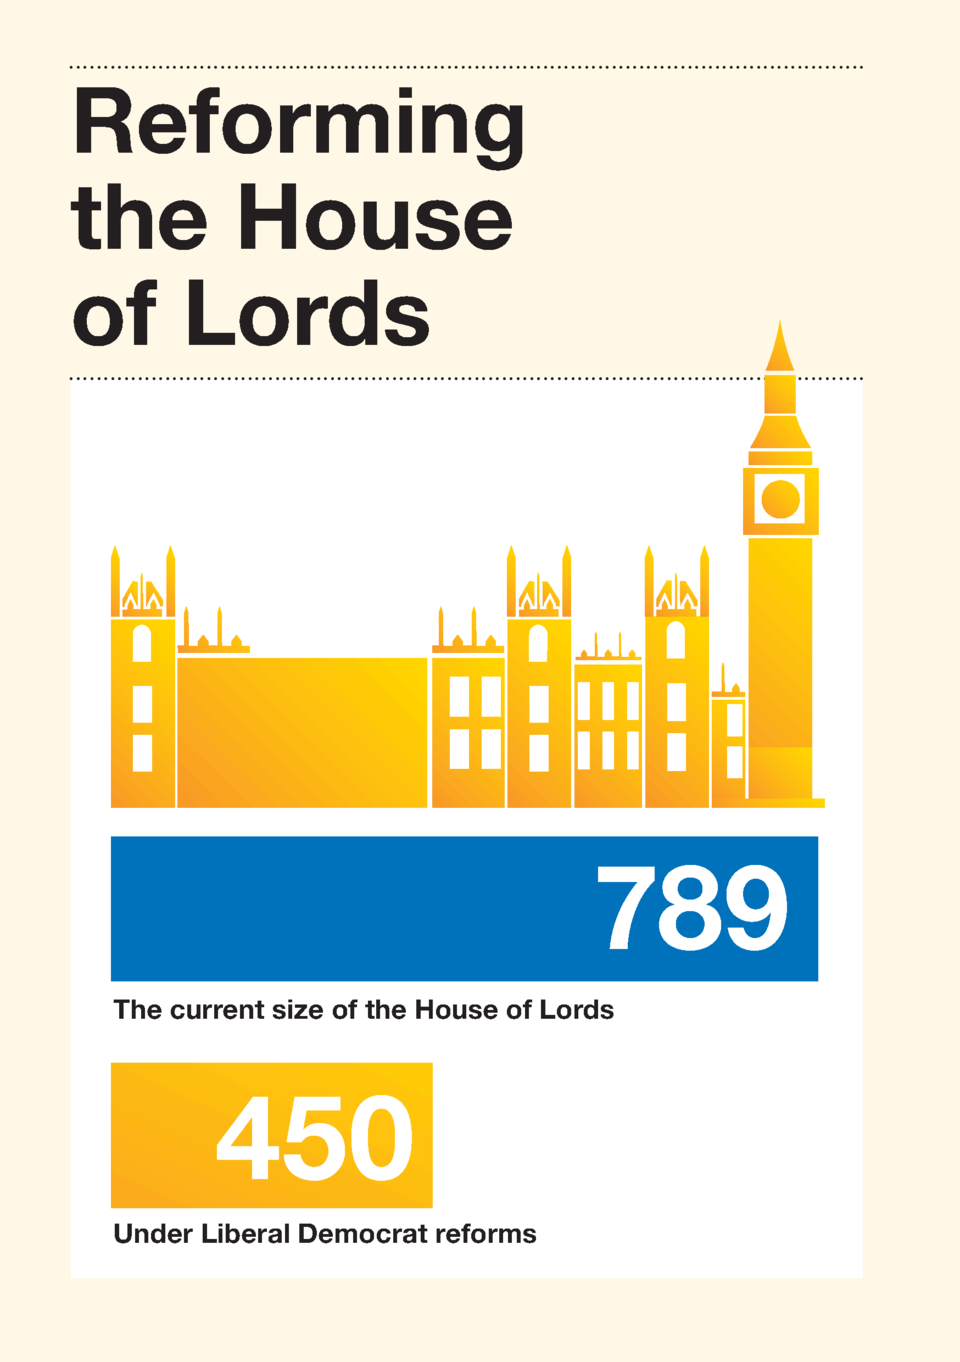 Reforming
the House
of Lords
789
The current size of the House of Lords
450
Under Liberal Democrat reforms